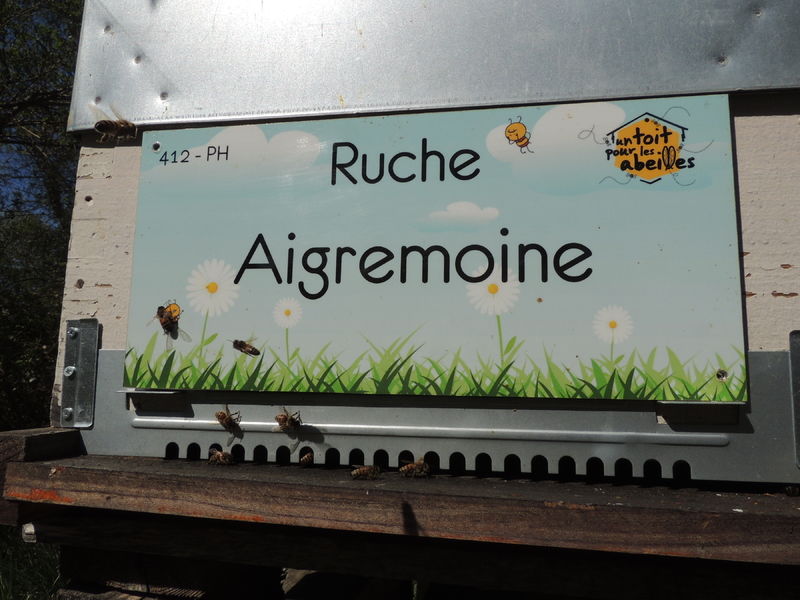 412 - PH
Ruche
un toit
pour les
abeilles
Aigremoine